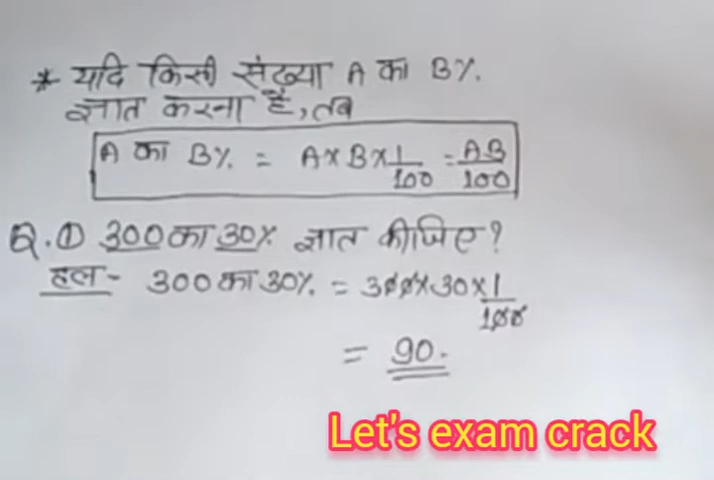 * यदि किसी संख्या A का B%.
ज्ञात करना है, तब
A का B% = A×B×1/100 = AB/100
Q.① 300 का 30% ज्ञात कीजिए?
हल- 300 का 30% = 300×30×1/100
= 90.
Let's exam crack